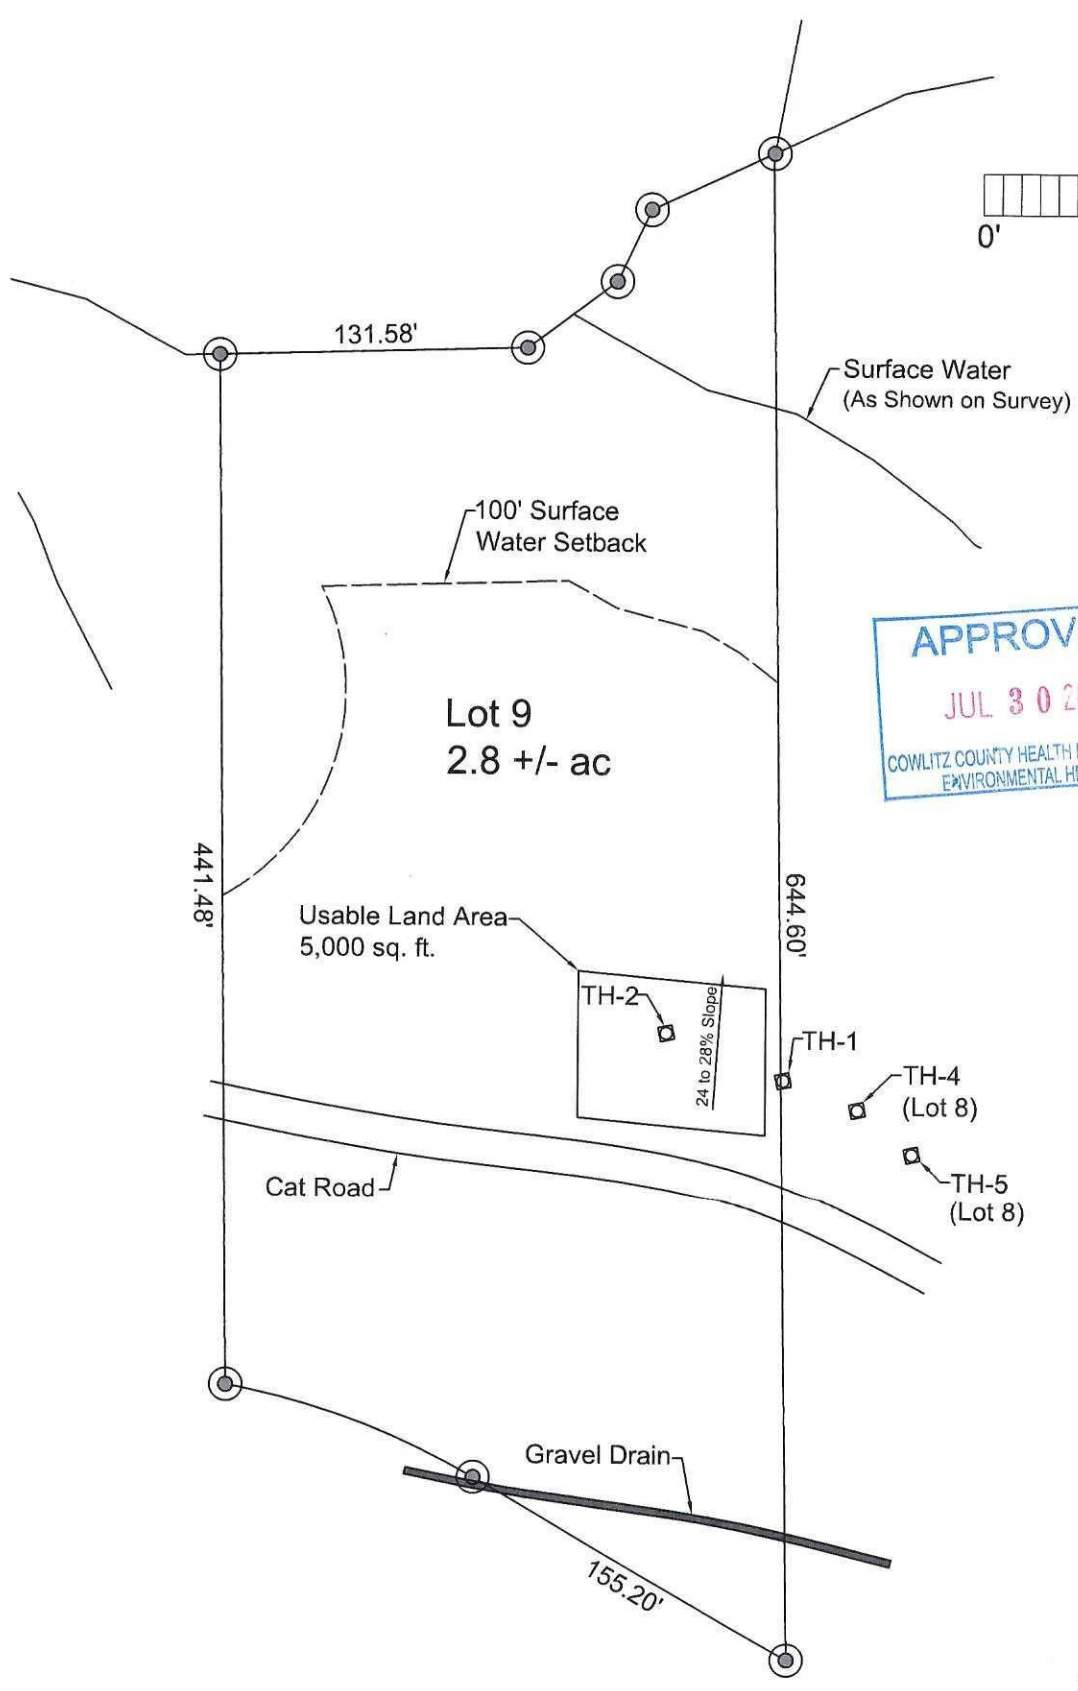 0'
131.58'
Surface Water
(As Shown on Survey)
100' Surface
Water Setback
APPROV
JUL 30 2
COWLITZ COUNTY HEALTH
ENVIRONMENTAL H
Lot 9
2.8 +/- ac
441.48'
644.60'
Usable Land Area
5,000 sq. ft.
TH-2
24 to 28% Slope
TH-1
TH-4
(Lot 8)
TH-5
(Lot 8)
Cat Road
Gravel Drain
155.20'